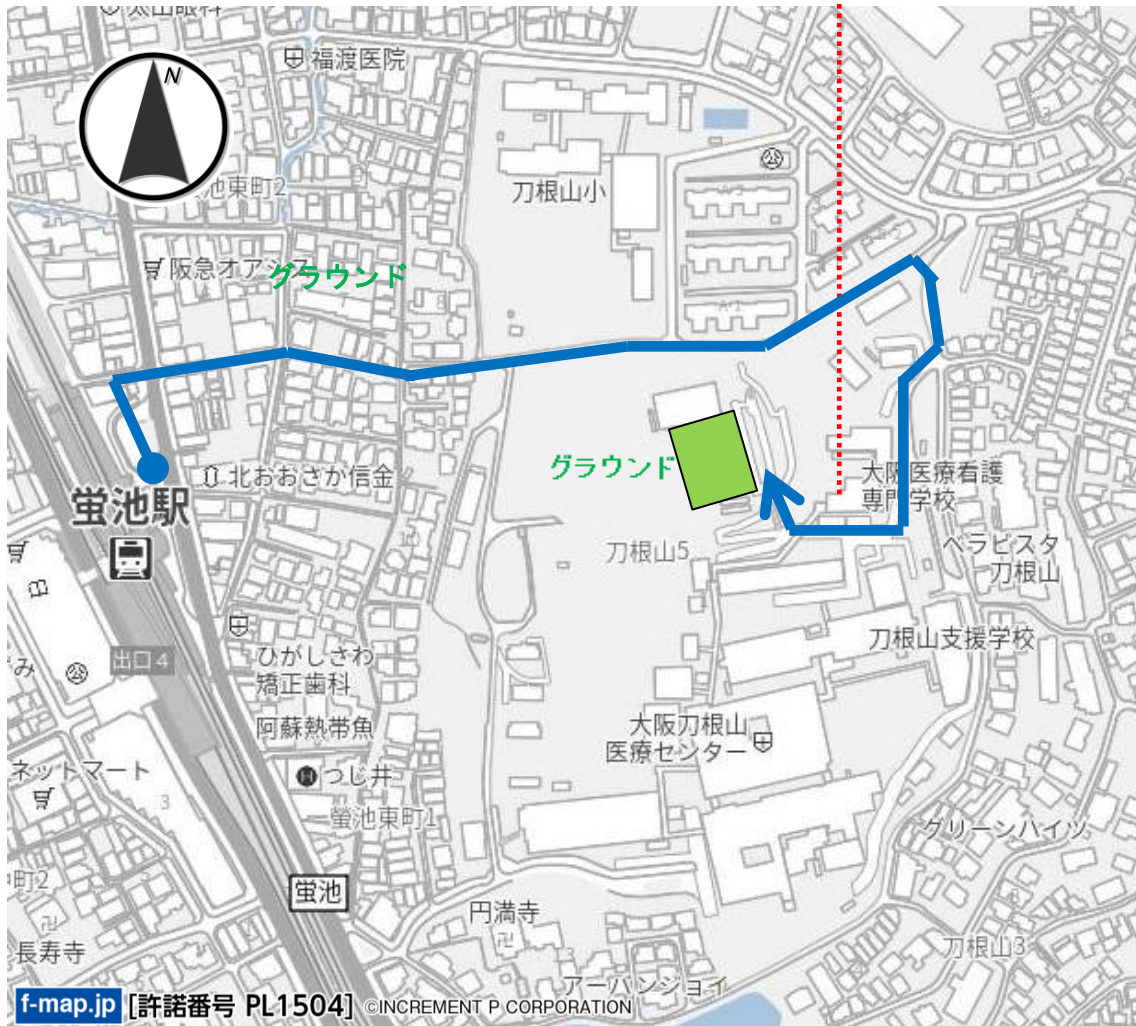 太田眼科
N
福渡医院
池東町2
刀根山小
A-3
A-1
阪急オアシス
グラウンド
8
北おおさか信金
蛍池駅
グラウンド
大阪医療看護
専門学校
刀根山5
ベラビスタ
刀根山
刀根山支援学校
ひがしさわ
矯正歯科
出口4
み
阿蘇熱帯魚
大阪刀根山
医療センター
ネットマート
3
つじ井
螢池東町1
グリーンハイツ
町2
蛍池
円満寺
長寿寺
刀根山3
アーバンジョイ
f-map.jp [許諾番号 PL1504] ©INCREMENT P CORPORATION